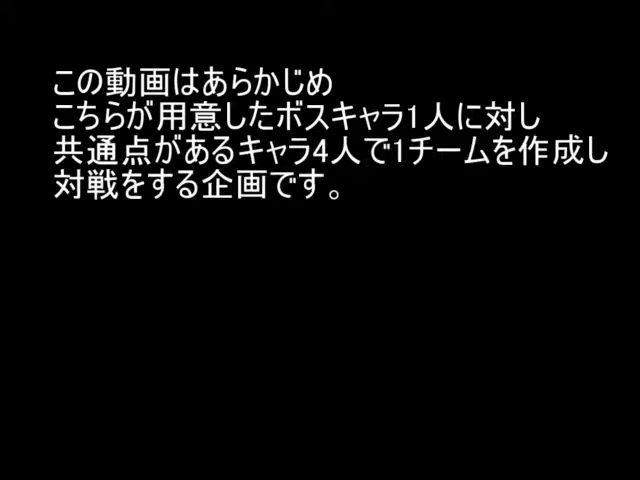 この動画はあらかじめ
こちらが用意したボスキャラ1人に対し
共通点があるキャラ4人で1チームを作成し
対戦をする企画です。